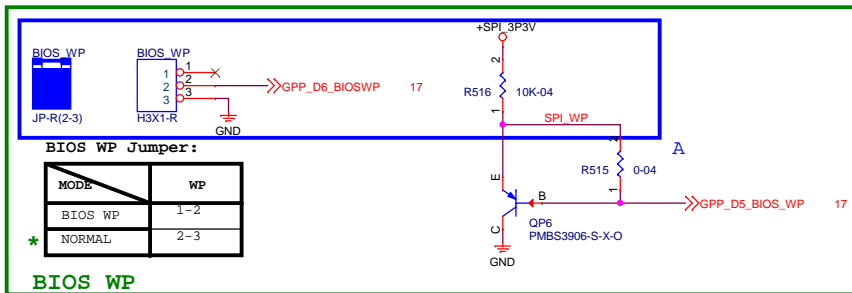 +SPI_3P3V
BIOS_WP
BIOS_WP
1
1
2
2
3
3
GPP_D6_BIOSWP 17
JP-R(2-3)
H3X1-R
GND
2
R516 10K-04
1
SPI_WP
A
2
R515 0-04
1
E
B
C
QP6
PMBS3906-S-X-O
GND
GPP_D5_BIOS_WP 17
BIOS WP Jumper:
MODE WP
BIOS WP 1-2
* NORMAL 2-3
BIOS WP